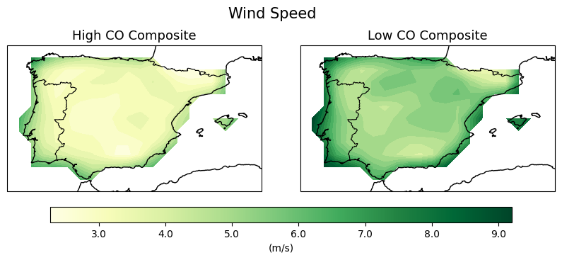 Wind Speed
High CO Composite
Low CO Composite
3.0 4.0 5.0 6.0 7.0 8.0 9.0
(m/s)